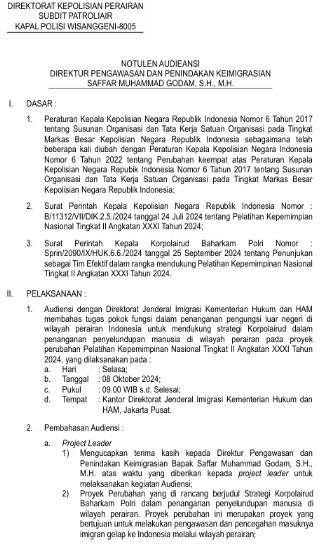 DIREKTORAT KEPOLISIAN PERAIRAN
SUBDIT PATROLIAIR
KAPAL POLISI WISANGGENI-8005
NOTULEN AUDIEANSI
DIREKTUR PENGAWASAN DAN PENINDAKAN KEIMIGRASIAN
SAFFAR MUHAMMAD GODAM, S.H., M.H.
I. DASAR :
1. Peraturan Kepala Kepolisian Negara Republik Indonesia Nomor 6 Tahun 2017
tentang Susunan Organisasi dan Tata Kerja Satuan Organisasi pada Tingkat
Markas Besar Kepolisian Negara Republik Indonesia sebagaimana telah
beberapa kali diubah dengan Peraturan Kepala Kepolisian Negara Indonesia
Nomor 6 Tahun 2022 tentang Perubahan keempat atas Peraturan Kepala
Kepolisian Negara Repubik Indonesia Nomor 6 Tahun 2017 tentang Susunan
Organisasi dan Tata Kerja Satuan Organisasi pada Tingkat Markas Besar
Kepolisian Negara Republik Indonesia;
2. Surat Perintah Kepala Kepolisian Negara Republik Indonesia Nomor :
B/11312/VII/DIK.2.5./2024 tanggal 24 Juli 2024 tentang Pelatihan Kepemimpian
Nasional Tingkat II Angkatan XXXI Tahun 2024;
3. Surat Perintah Kepala Korpolairud Baharkam Polri Nomor :
Sprin/2090/IX/HUK.6.6./2024 tanggal 25 September 2024 tentang Penunjukan
sebagai Tim Efektif dalam rangka mendukung Pelatihan Kepemimpinan Nasional
Tingkat II Angkatan XXXI Tahun 2024.
II. PELAKSANAAN :
1. Audiensi dengan Direktorat Jenderal Imigrasi Kementerian Hukum dan HAM
membahas tugas pokok fungsi dalam penanganan pengungsi luar negeri di
wilayah perairan Indonesia untuk mendukung strategi Korpolairud dalam
penanganan penyelundupan manusia di wilayah perairan pada proyek
perubahan Pelatihan Kepemimpinan Nasional Tingkat II Angkatan XXXI Tahun
2024, yang dilaksanakan pada :
a. Hari : Selasa;
b. Tanggal : 08 Oktober 2024;
c. Pukul : 09.00 WIB s.d. Selesai;
d. Tempat : Kantor Direktorat Jenderal Imigrasi Kementerian Hukum dan
HAM, Jakarta Pusat.
2. Pembahasan Audiensi :
a. Project Leader
1) Mengucapkan terima kasih kepada Direktur Pengawasan dan
Penindakan Keimigrasian Bapak Saffar Muhammad Godam, S.H.,
M.H. atas waktu yang diberikan kepada project leader untuk
melaksanakan kegiatan Audiensi;
2) Proyek Perubahan yang di rancang berjudul Strategi Korpolairud
Baharkam Polri dalam penanganan penyelundupan manusia di
wilayah perairan. Proyek perubahan ini merupakan proyek yang
bertujuan untuk melakukan pengawasan dan pencegahan masuknya
imigran gelap ke Indonesia melalui wilayah perairan;